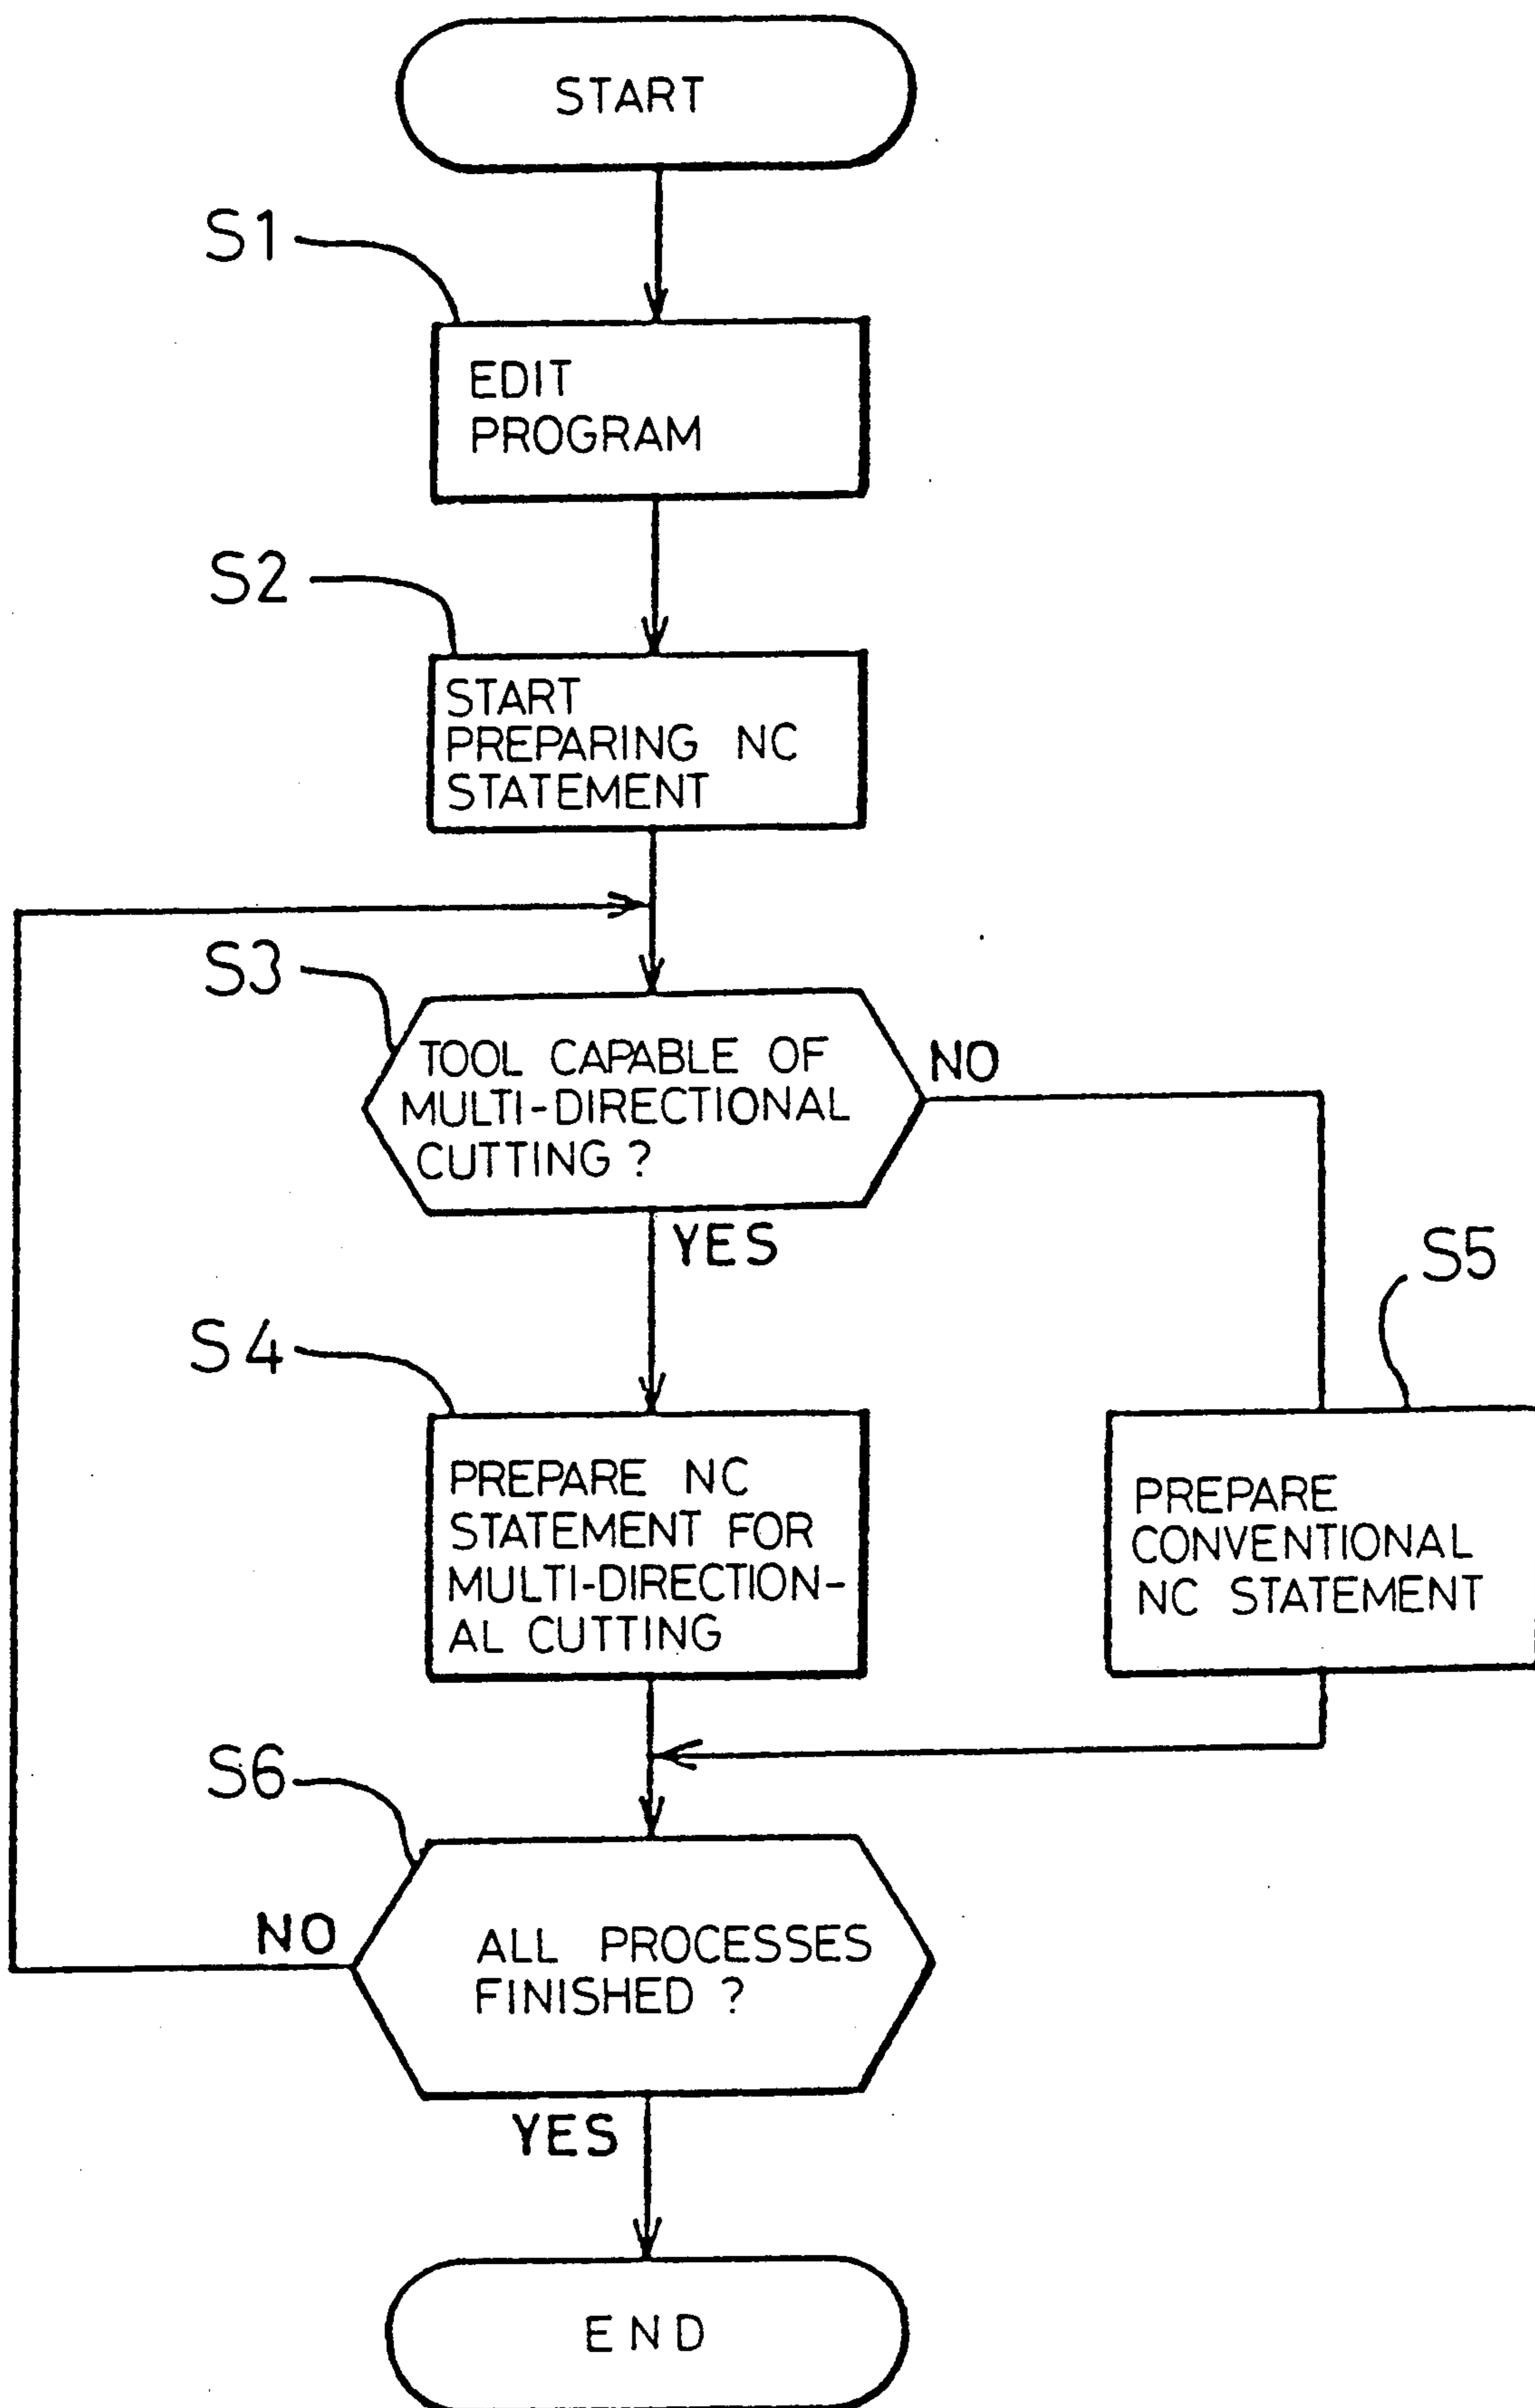 START
S1
EDIT
PROGRAM
S2
START
PREPARING NC
STATEMENT
S3
TOOL CAPABLE OF
MULTI-DIRECTIONAL
CUTTING ?
NO
YES
S4
S5
PREPARE NC
STATEMENT FOR
MULTI-DIRECTION-
AL CUTTING
PREPARE
CONVENTIONAL
NC STATEMENT
S6
NO
ALL PROCESSES
FINISHED ?
YES
END